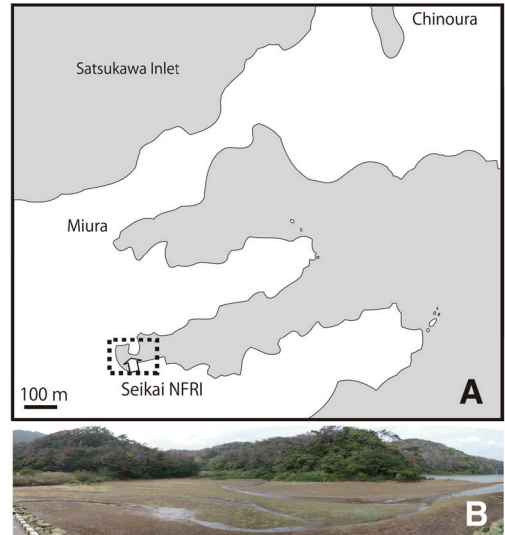 Chinoura
Satsukawa Inlet
Miura
Seikai NFRI
100 m
A
B